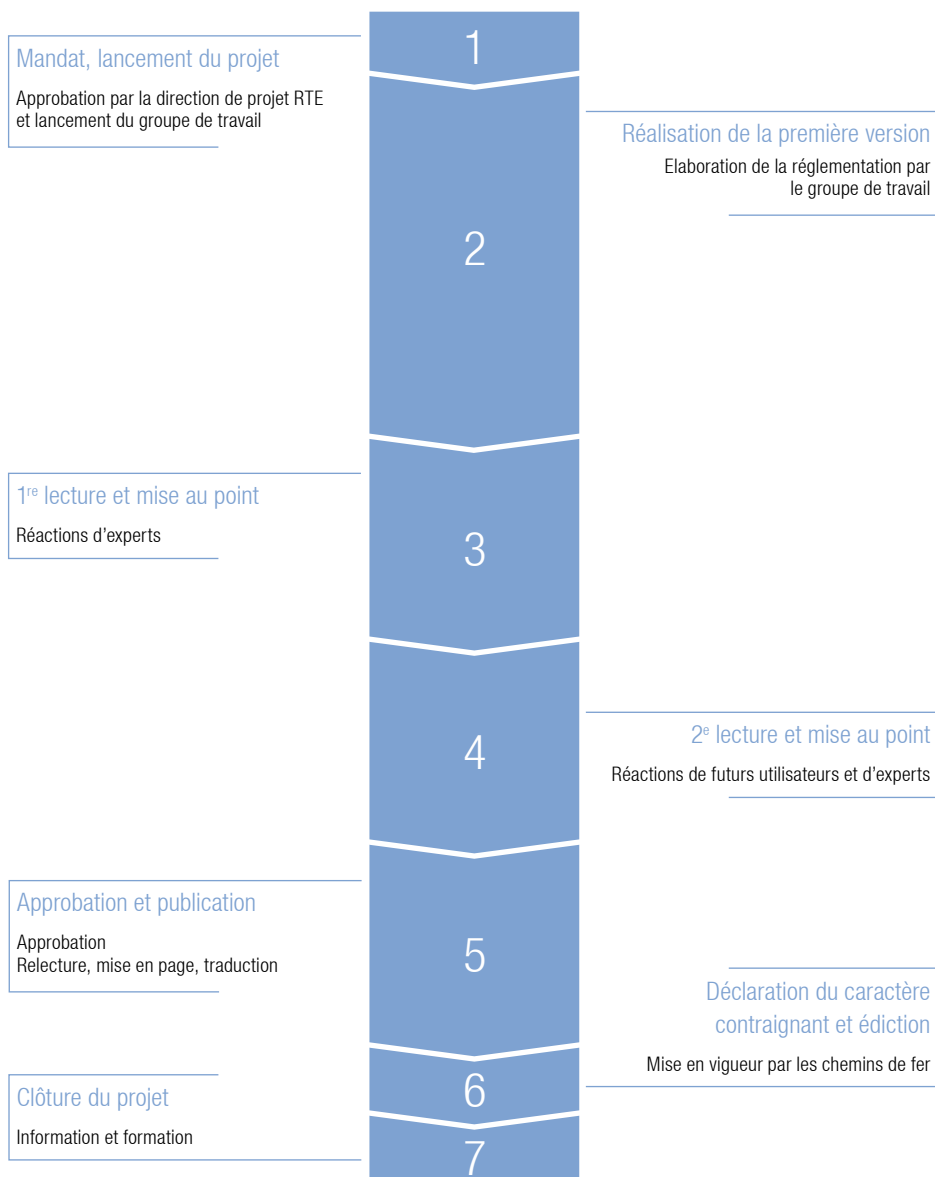 1
Mandat, lancement du projet
Approbation par la direction de projet RTE
et lancement du groupe de travail
Réalisation de la première version
Elaboration de la réglementation par
le groupe de travail
2
1re lecture et mise au point
Réactions d’experts
3
2e lecture et mise au point
Réactions de futurs utilisateurs et d’experts
4
Approbation et publication
Approbation
Relecture, mise en page, traduction
5
Déclaration du caractère
contraignant et édiction
Mise en vigueur par les chemins de fer
6
Clôture du projet
Information et formation
7